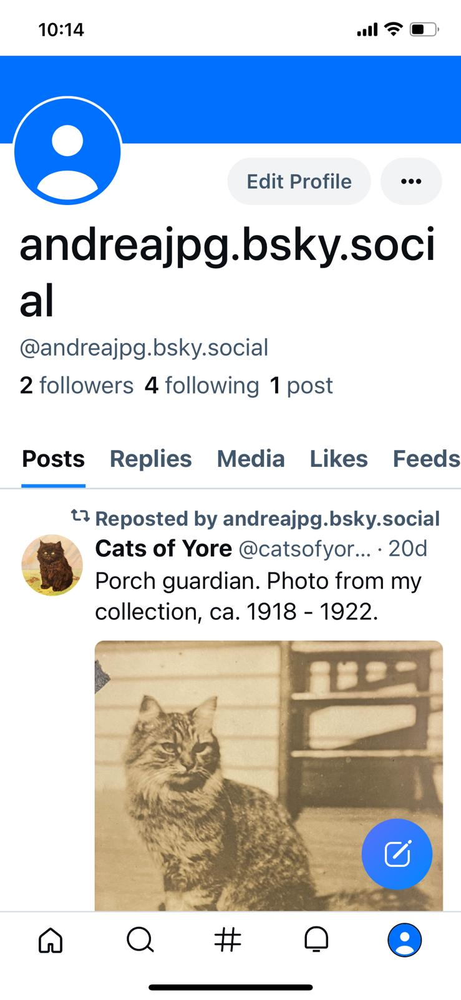 10:14
Edit Profile
andreajpg.bsky.soci
al
@andreajpg.bsky.social
2 followers 4 following 1 post
Posts Replies Media Likes Feeds
Reposted by andreajpg.bsky.social
Cats of Yore @catsofyor... · 20d
Porch guardian. Photo from my
collection, ca. 1918 - 1922.